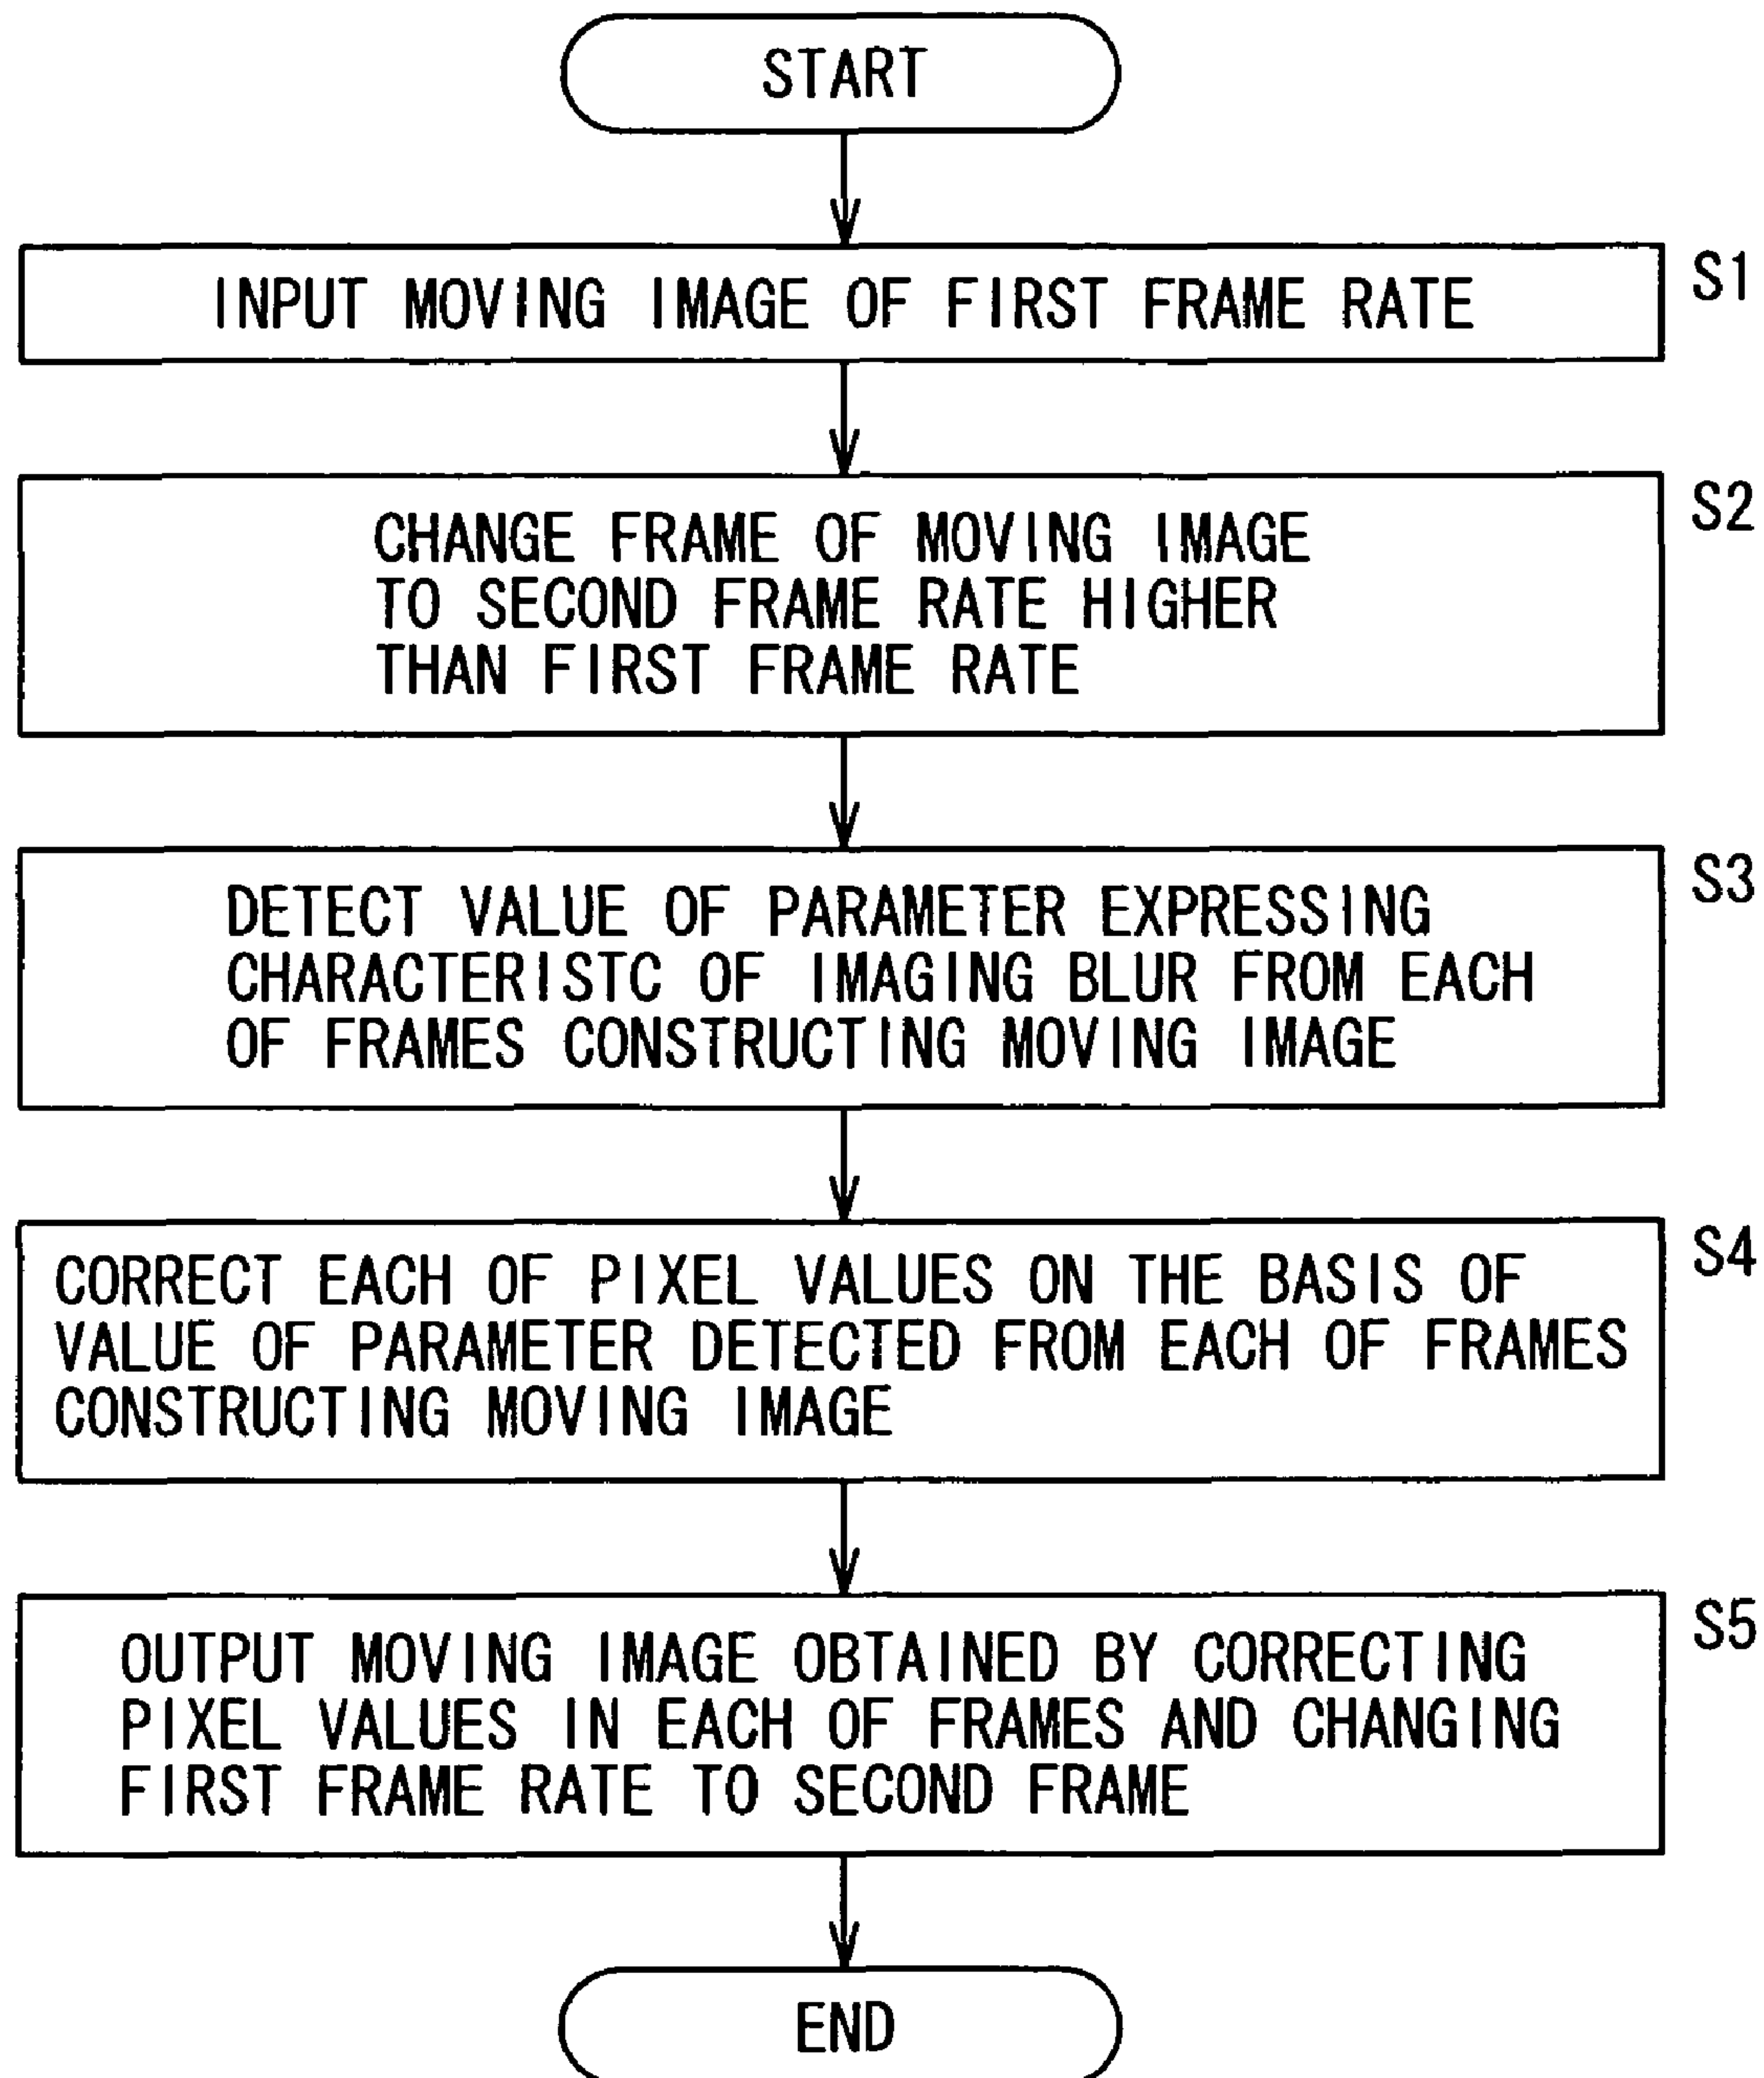 START
INPUT MOVING IMAGE OF FIRST FRAME RATE
S1
CHANGE FRAME OF MOVING IMAGE
TO SECOND FRAME RATE HIGHER
THAN FIRST FRAME RATE
S2
DETECT VALUE OF PARAMETER EXPRESSING
CHARACTERISTC OF IMAGING BLUR FROM EACH
OF FRAMES CONSTRUCTING MOVING IMAGE
S3
CORRECT EACH OF PIXEL VALUES ON THE BASIS OF
VALUE OF PARAMETER DETECTED FROM EACH OF FRAMES
CONSTRUCTING MOVING IMAGE
S4
OUTPUT MOVING IMAGE OBTAINED BY CORRECTING
PIXEL VALUES IN EACH OF FRAMES AND CHANGING
FIRST FRAME RATE TO SECOND FRAME
S5
END